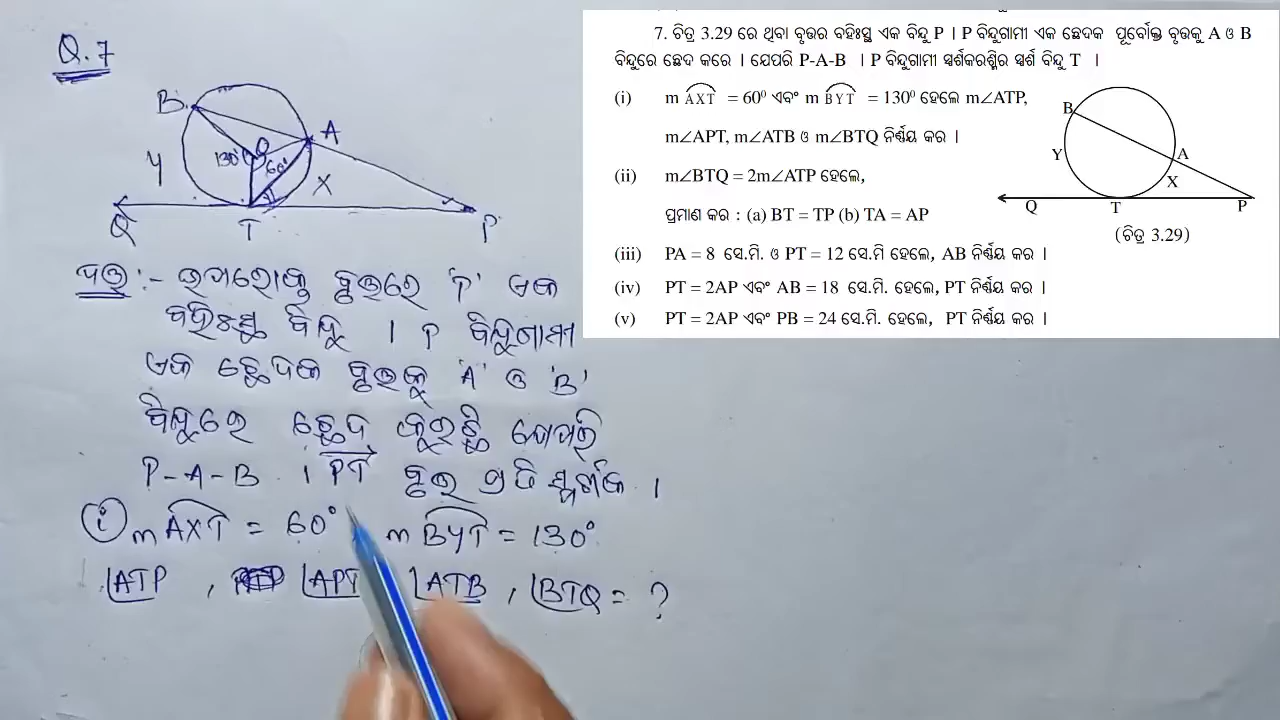 Q.7
B
A
O
130°
60°
Y
X
Q
T
P
ଦତ୍ତ :- ଉପରୋକ୍ତ ବୃତ୍ତରେ 'P' ଏକ
ବହିଃସ୍ଥ ବିନ୍ଦୁ । P ବିନ୍ଦୁଗାମୀ
ଏକ ଛେଦକ ବୃତ୍ତକୁ 'A' ଓ 'B'
ବିନ୍ଦୁରେ ଛେଦ କରୁଛି ଯେପରି
P-A-B । PT ବୃତ୍ତ ପ୍ରତି ସ୍ପର୍ଶକ ।
(i) m AXT = 60° m BYT = 130°
∠ATP , ∠APT ∠ATB , ∠BTQ = ?
7. ଚିତ୍ର 3.29 ରେ ଥିବା ବୃତ୍ତର ବହିଃସ୍ଥ ଏକ ବିନ୍ଦୁ P । P ବିନ୍ଦୁଗାମୀ ଏକ ଛେଦକ ପୂର୍ବୋକ୍ତ ବୃତ୍ତକୁ A ଓ B
ବିନ୍ଦୁରେ ଛେଦ କରେ । ଯେପରି P-A-B । P ବିନ୍ଦୁଗାମୀ ସ୍ପର୍ଶକରଶ୍ମିର ସ୍ପର୍ଶ ବିନ୍ଦୁ T ।
(i) m AXT = 60⁰ ଏବଂ m BYT = 130⁰ ହେଲେ m∠ATP,
m∠APT, m∠ATB ଓ m∠BTQ ନିର୍ଣ୍ଣୟ କର ।
(ii) m∠BTQ = 2m∠ATP ହେଲେ,
ପ୍ରମାଣ କର : (a) BT = TP (b) TA = AP
(iii) PA = 8 ସେ.ମି. ଓ PT = 12 ସେ.ମି ହେଲେ, AB ନିର୍ଣ୍ଣୟ କର ।
(iv) PT = 2AP ଏବଂ AB = 18 ସେ.ମି. ହେଲେ, PT ନିର୍ଣ୍ଣୟ କର ।
(v) PT = 2AP ଏବଂ PB = 24 ସେ.ମି. ହେଲେ, PT ନିର୍ଣ୍ଣୟ କର ।
B
Y
A
X
Q
T
P
(ଚିତ୍ର 3.29)